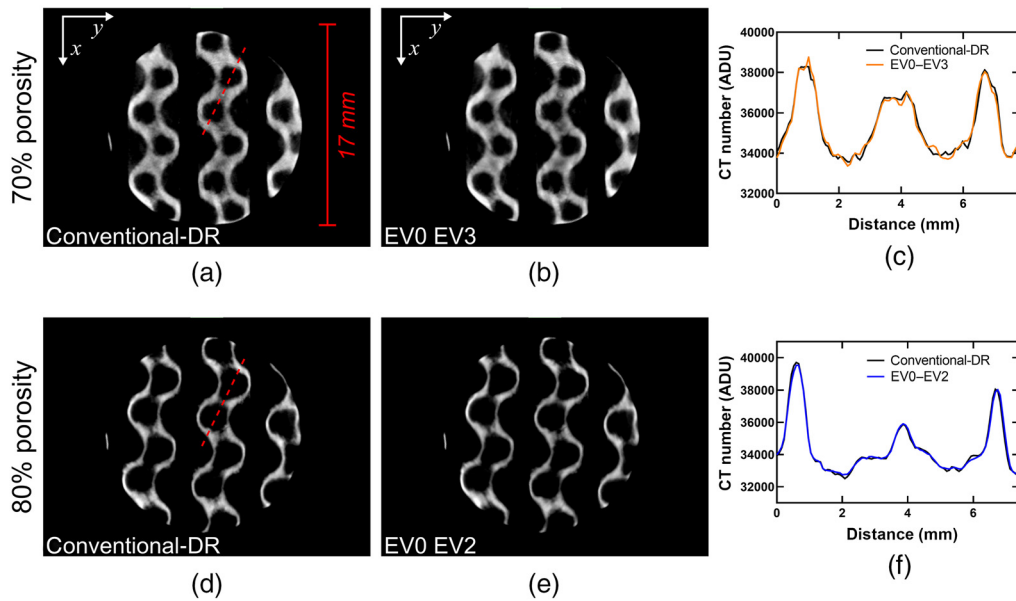 70% porosity
y
x
17 mm
Conventional-DR
(a)
y
x
EV0 EV3
(b)
40000
38000
36000
34000
32000
CT number (ADU)
Conventional-DR
EV0–EV3
0 2 4 6
Distance (mm)
(c)
80% porosity
Conventional-DR
(d)
EV0 EV2
(e)
40000
38000
36000
34000
32000
CT number (ADU)
Conventional-DR
EV0–EV2
0 2 4 6
Distance (mm)
(f)